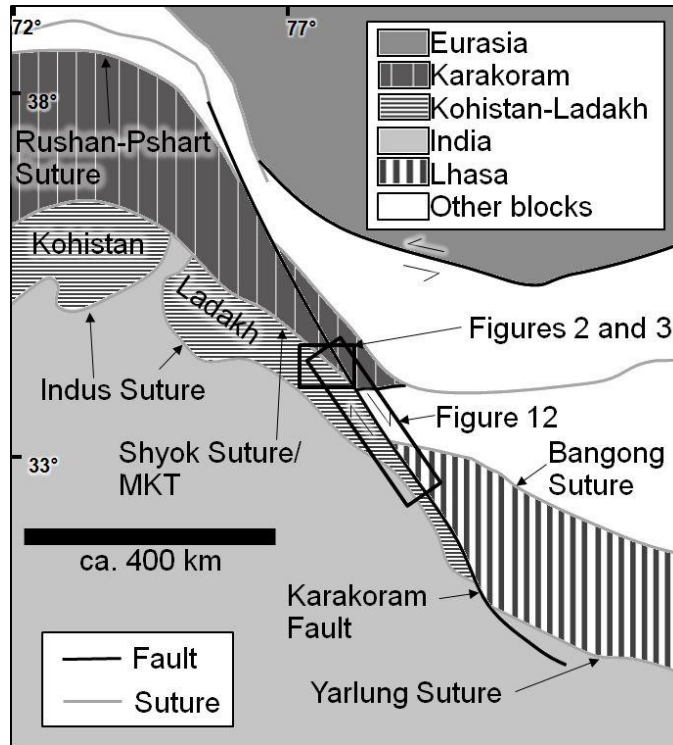 72°
77°
38°
33°
Eurasia
Karakoram
Kohistan-Ladakh
India
Lhasa
Other blocks
Rushan-Pshart
Suture
Kohistan
Ladakh
Figures 2 and 3
Indus Suture
Figure 12
Shyok Suture/
MKT
Bangong
Suture
ca. 400 km
Karakoram
Fault
Fault
Suture
Yarlung Suture